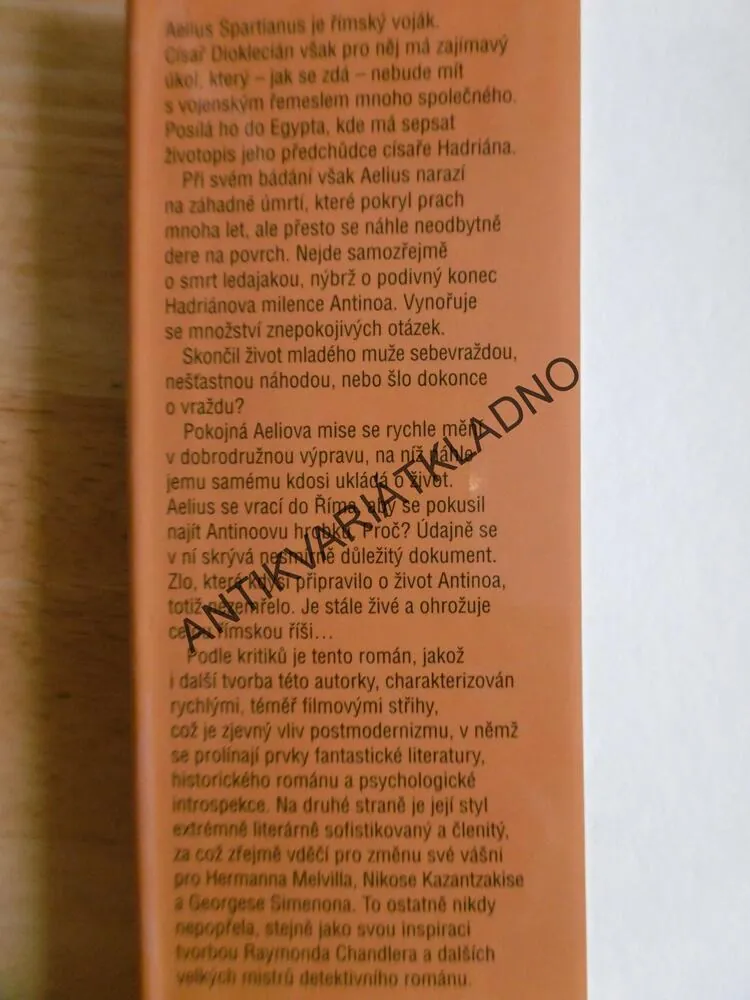 Aelius Spartianus je římský voják.
Císař Dioklecián však pro něj má zajímavý
úkol, který – jak se zdá – nebude mít
s vojenským řemeslem mnoho společného.
Posílá ho do Egypta, kde má sepsat
životopis jeho předchůdce císaře Hadriána.
Při svém bádání však Aelius narazí
na záhadné úmrtí, které pokryl prach
mnoha let, ale přesto se náhle neodbytně
dere na povrch. Nejde samozřejmě
o smrt ledajakou, nýbrž o podivný konec
Hadriánova milence Antinoa. Vynořuje
se množství znepokojivých otázek.
Skončil život mladého muže sebevraždou,
nešťastnou náhodou, nebo šlo dokonce
o vraždu?
Pokojná Aeliova mise se rychle mění
v dobrodružnou výpravu, na níž náhle
jemu samému kdosi ukládá o život.
Aelius se vrací do Říma, aby se pokusil
najít Antinoovu hrobku. Proč? Údajně se
v ní skrývá nesmírně důležitý dokument.
Zlo, které kdysi připravilo o život Antinoa,
totiž nezemřelo. Je stále živé a ohrožuje
celou římskou říši...
Podle kritiků je tento román, jakož
i další tvorba této autorky, charakterizován
rychlými, téměř filmovými střihy,
což je zjevný vliv postmodernizmu, v němž
se prolínají prvky fantastické literatury,
historického románu a psychologické
introspekce. Na druhé straně je její styl
extrémně literárně sofistikovaný a členitý,
za což zřejmě vděčí pro změnu své vášni
pro Hermanna Melvilla, Nikose Kazantzakise
a Georgese Simenona. To ostatně nikdy
nepopřela, stejně jako svou inspiraci
tvorbou Raymonda Chandlera a dalších
velkých mistrů detektivního románu.
ANTIKVARIATKLADNO